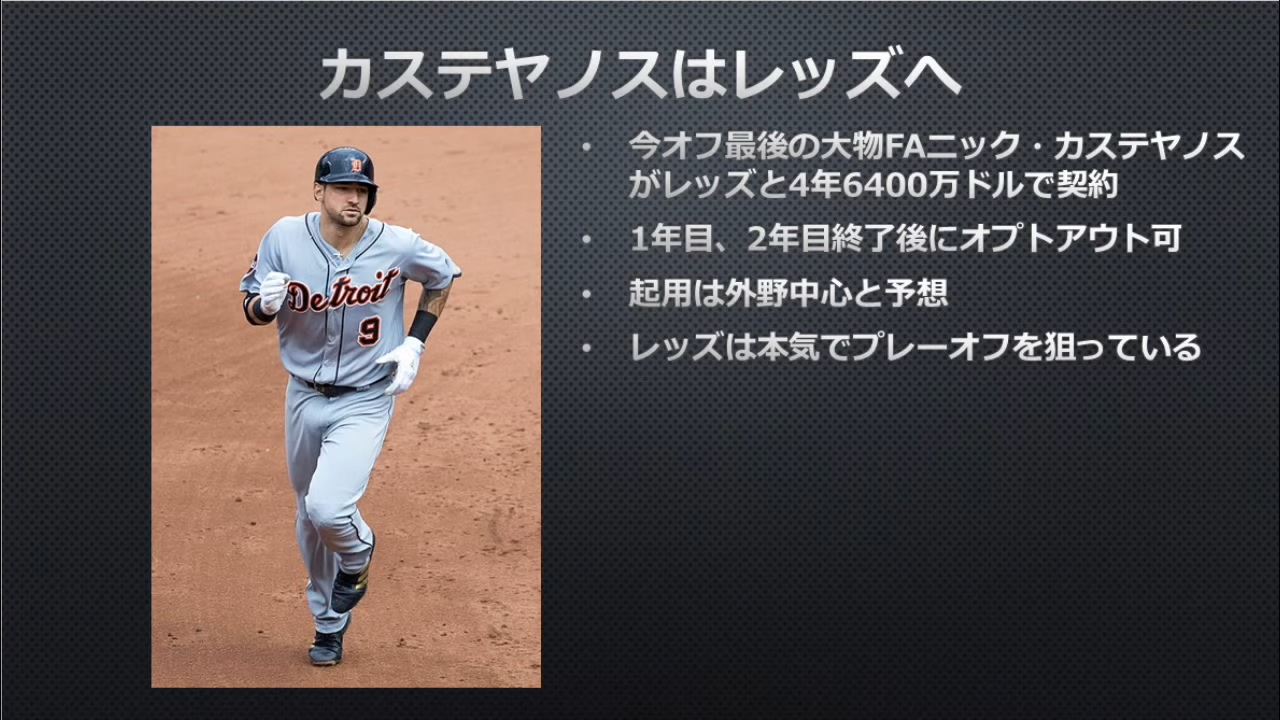 カステヤノスはレッズへ
• 今オフ最後の大物FAニック・カステヤノス
がレッズと4年6400万ドルで契約
• 1年目、2年目終了後にオプトアウト可
• 起用は外野中心と予想
• レッズは本気でプレーオフを狙っている
D
Detroit
9